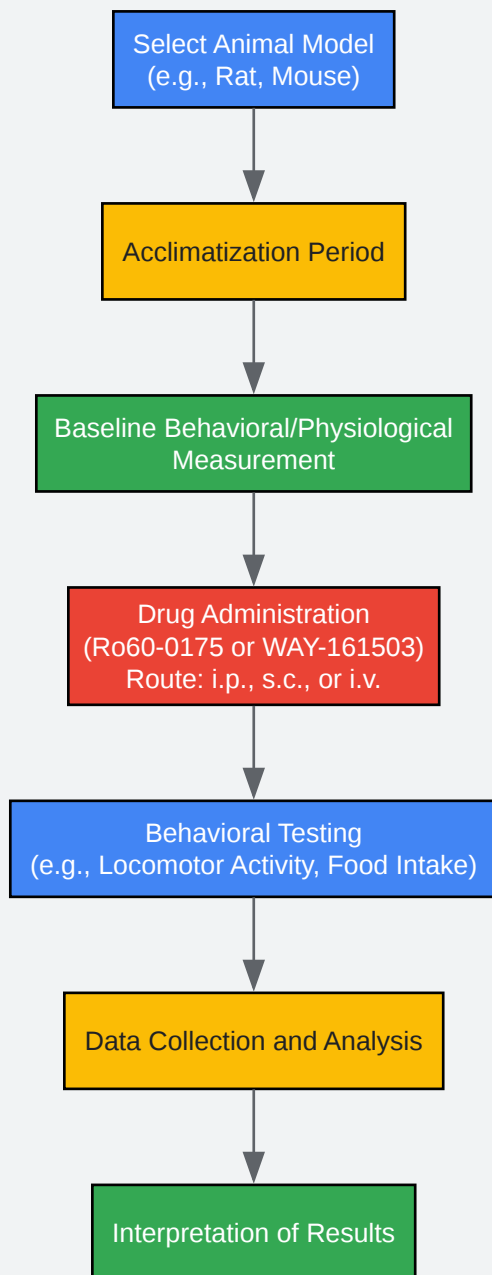 Select Animal Model
(e.g., Rat, Mouse)
Acclimatization Period
Baseline Behavioral/Physiological
Measurement
Drug Administration
(Ro60-0175 or WAY-161503)
Route: i.p., s.c., or i.v.
Behavioral Testing
(e.g., Locomotor Activity, Food Intake)
Data Collection and Analysis
Interpretation of Results